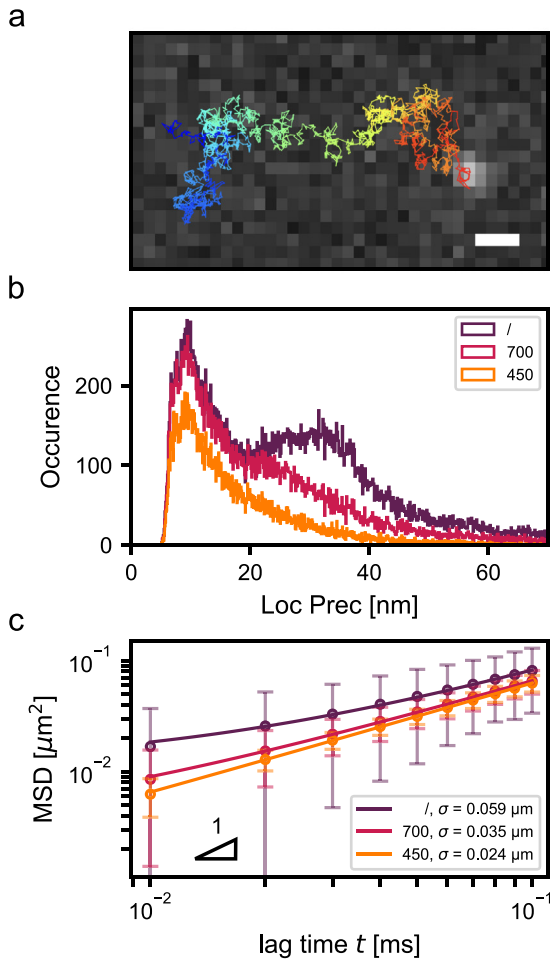 a
b
Occurence
200
100
0
0
20
40
60
Loc Prec [nm]
/
700
450
c
MSD [μm²]
10⁻¹
10⁻²
1
/, σ = 0.059 μm
700, σ = 0.035 μm
450, σ = 0.024 μm
10⁻²
10⁻¹
lag time t [ms]